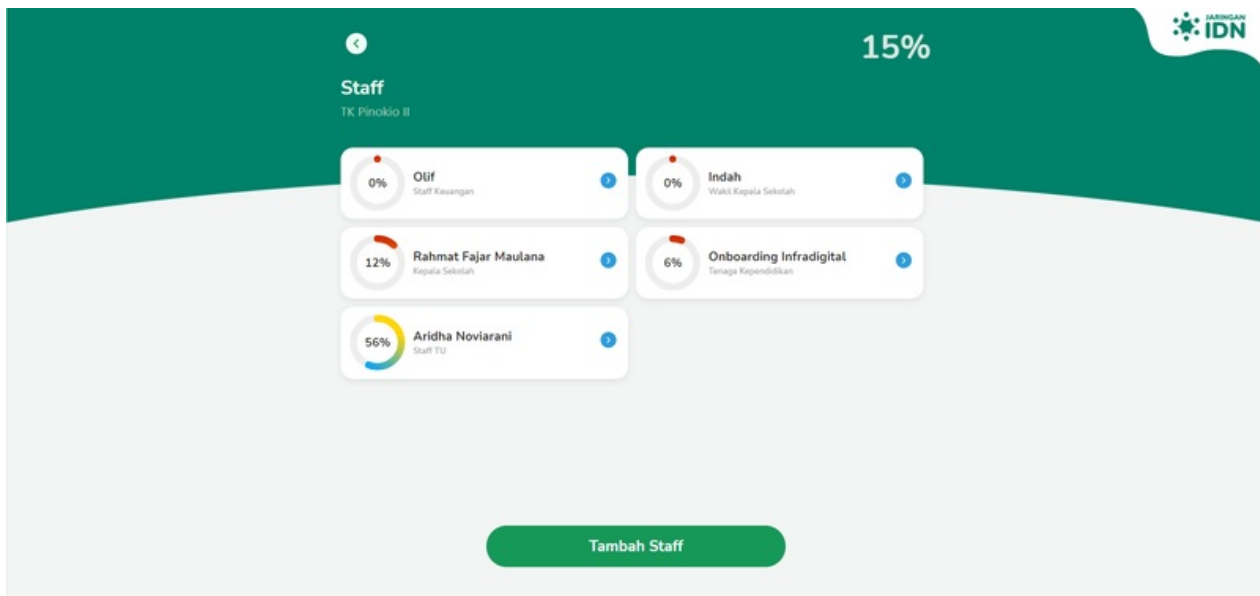 JARINGAN
IDN
15%
Staff
TK Pinokio II
0%
Olif
Staff Keuangan
0%
Indah
Wakil Kepala Sekolah
12%
Rahmat Fajar Maulana
Kepala Sekolah
6%
Onboarding Infradigital
Tenaga Kependidikan
56%
Aridha Noviarani
Staff TU
Tambah Staff